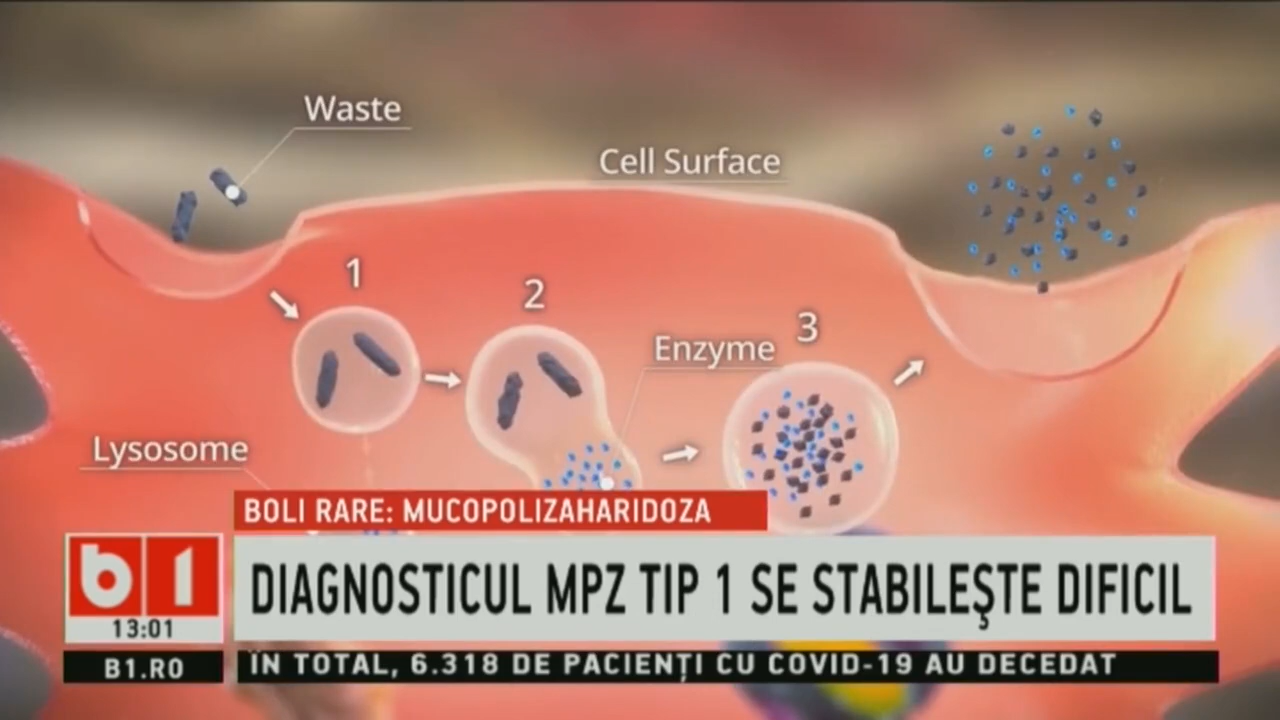 Waste
Cell Surface
1
2
Enzyme
3
Lysosome
BOLI RARE: MUCOPOLIZAHARIDOZA
b1
DIAGNOSTICUL MPZ TIP 1 SE STABILEŞTE DIFICIL
13:01
B1.RO
ÎN TOTAL, 6.318 DE PACIENȚI CU COVID-19 AU DECEDAT